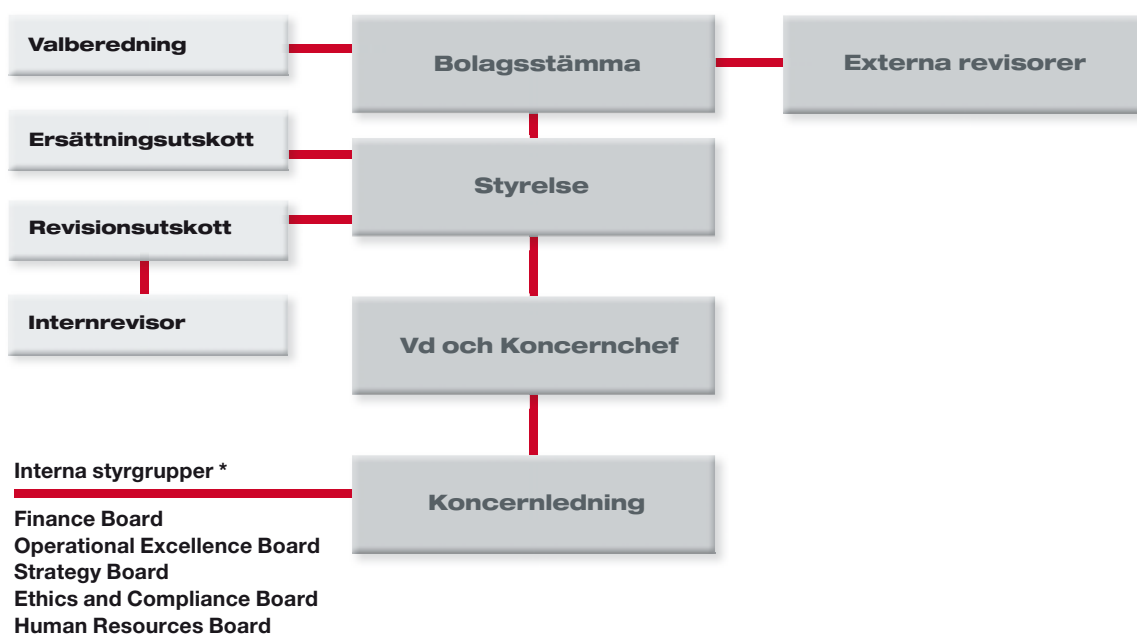 Valberedning
Bolagsstämma
Externa revisorer
Ersättningsutskott
Styrelse
Revisionsutskott
Internrevisor
Vd och Koncernchef
Interna styrgrupper *
Koncernledning
Finance Board
Operational Excellence Board
Strategy Board
Ethics and Compliance Board
Human Resources Board